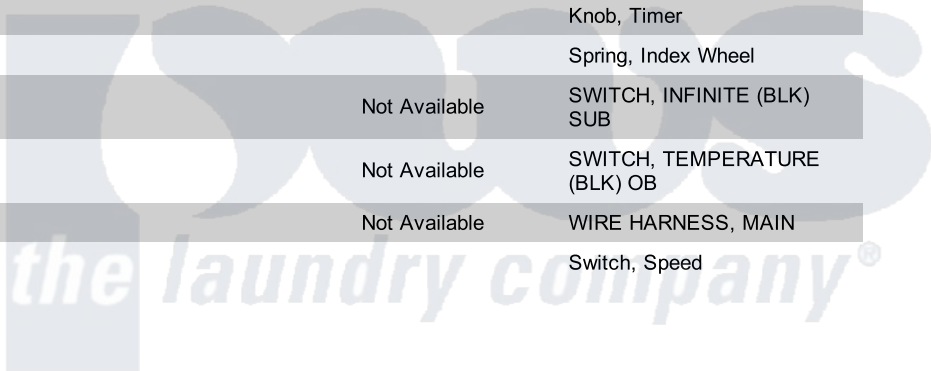 Knob, Timer
Spring, Index Wheel
Not Available SWITCH, INFINITE (BLK)
SUB
Not Available SWITCH, TEMPERATURE
(BLK) OB
Not Available WIRE HARNESS, MAIN
Switch, Speed
pws
the laundry company®